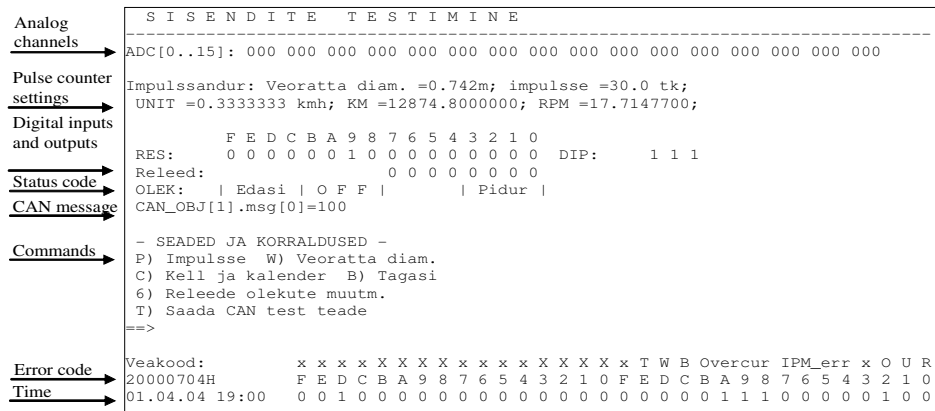 Analog channels
Pulse counter settings
Digital inputs and outputs
Status code
CAN message
Commands
Error code
Time
S I S E N D I T E T E S T I M I N E
--------------------------------------------------------------------------------
ADC[0..15]: 000 000 000 000 000 000 000 000 000 000 000 000 000 000 000 000
Impulssandur: Veoratta diam. =0.742m; impulsse =30.0 tk;
UNIT =0.3333333 kmh; KM =12874.8000000; RPM =17.7147700;
F E D C B A 9 8 7 6 5 4 3 2 1 0
RES: 0 0 0 0 0 0 1 0 0 0 0 0 0 0 0 0 DIP: 1 1 1
Releed: 0 0 0 0 0 0 0 0
OLEK: | Edasi | O F F | | Pidur |
CAN_OBJ[1].msg[0]=100
- SEADED JA KORRALDUSED -
P) Impulsse W) Veoratta diam.
C) Kell ja kalender B) Tagasi
6) Releede olekute muutm.
T) Saada CAN test teade
==>
Veakood: x x x x X X X X x x x x X X X X x T W B Overcur IPM_err x O U R
20000704H F E D C B A 9 8 7 6 5 4 3 2 1 0 F E D C B A 9 8 7 6 5 4 3 2 1 0
01.04.04 19:00 0 0 1 0 0 0 0 0 0 0 0 0 0 0 0 0 0 0 0 0 0 1 1 1 0 0 0 0 0 1 0 0